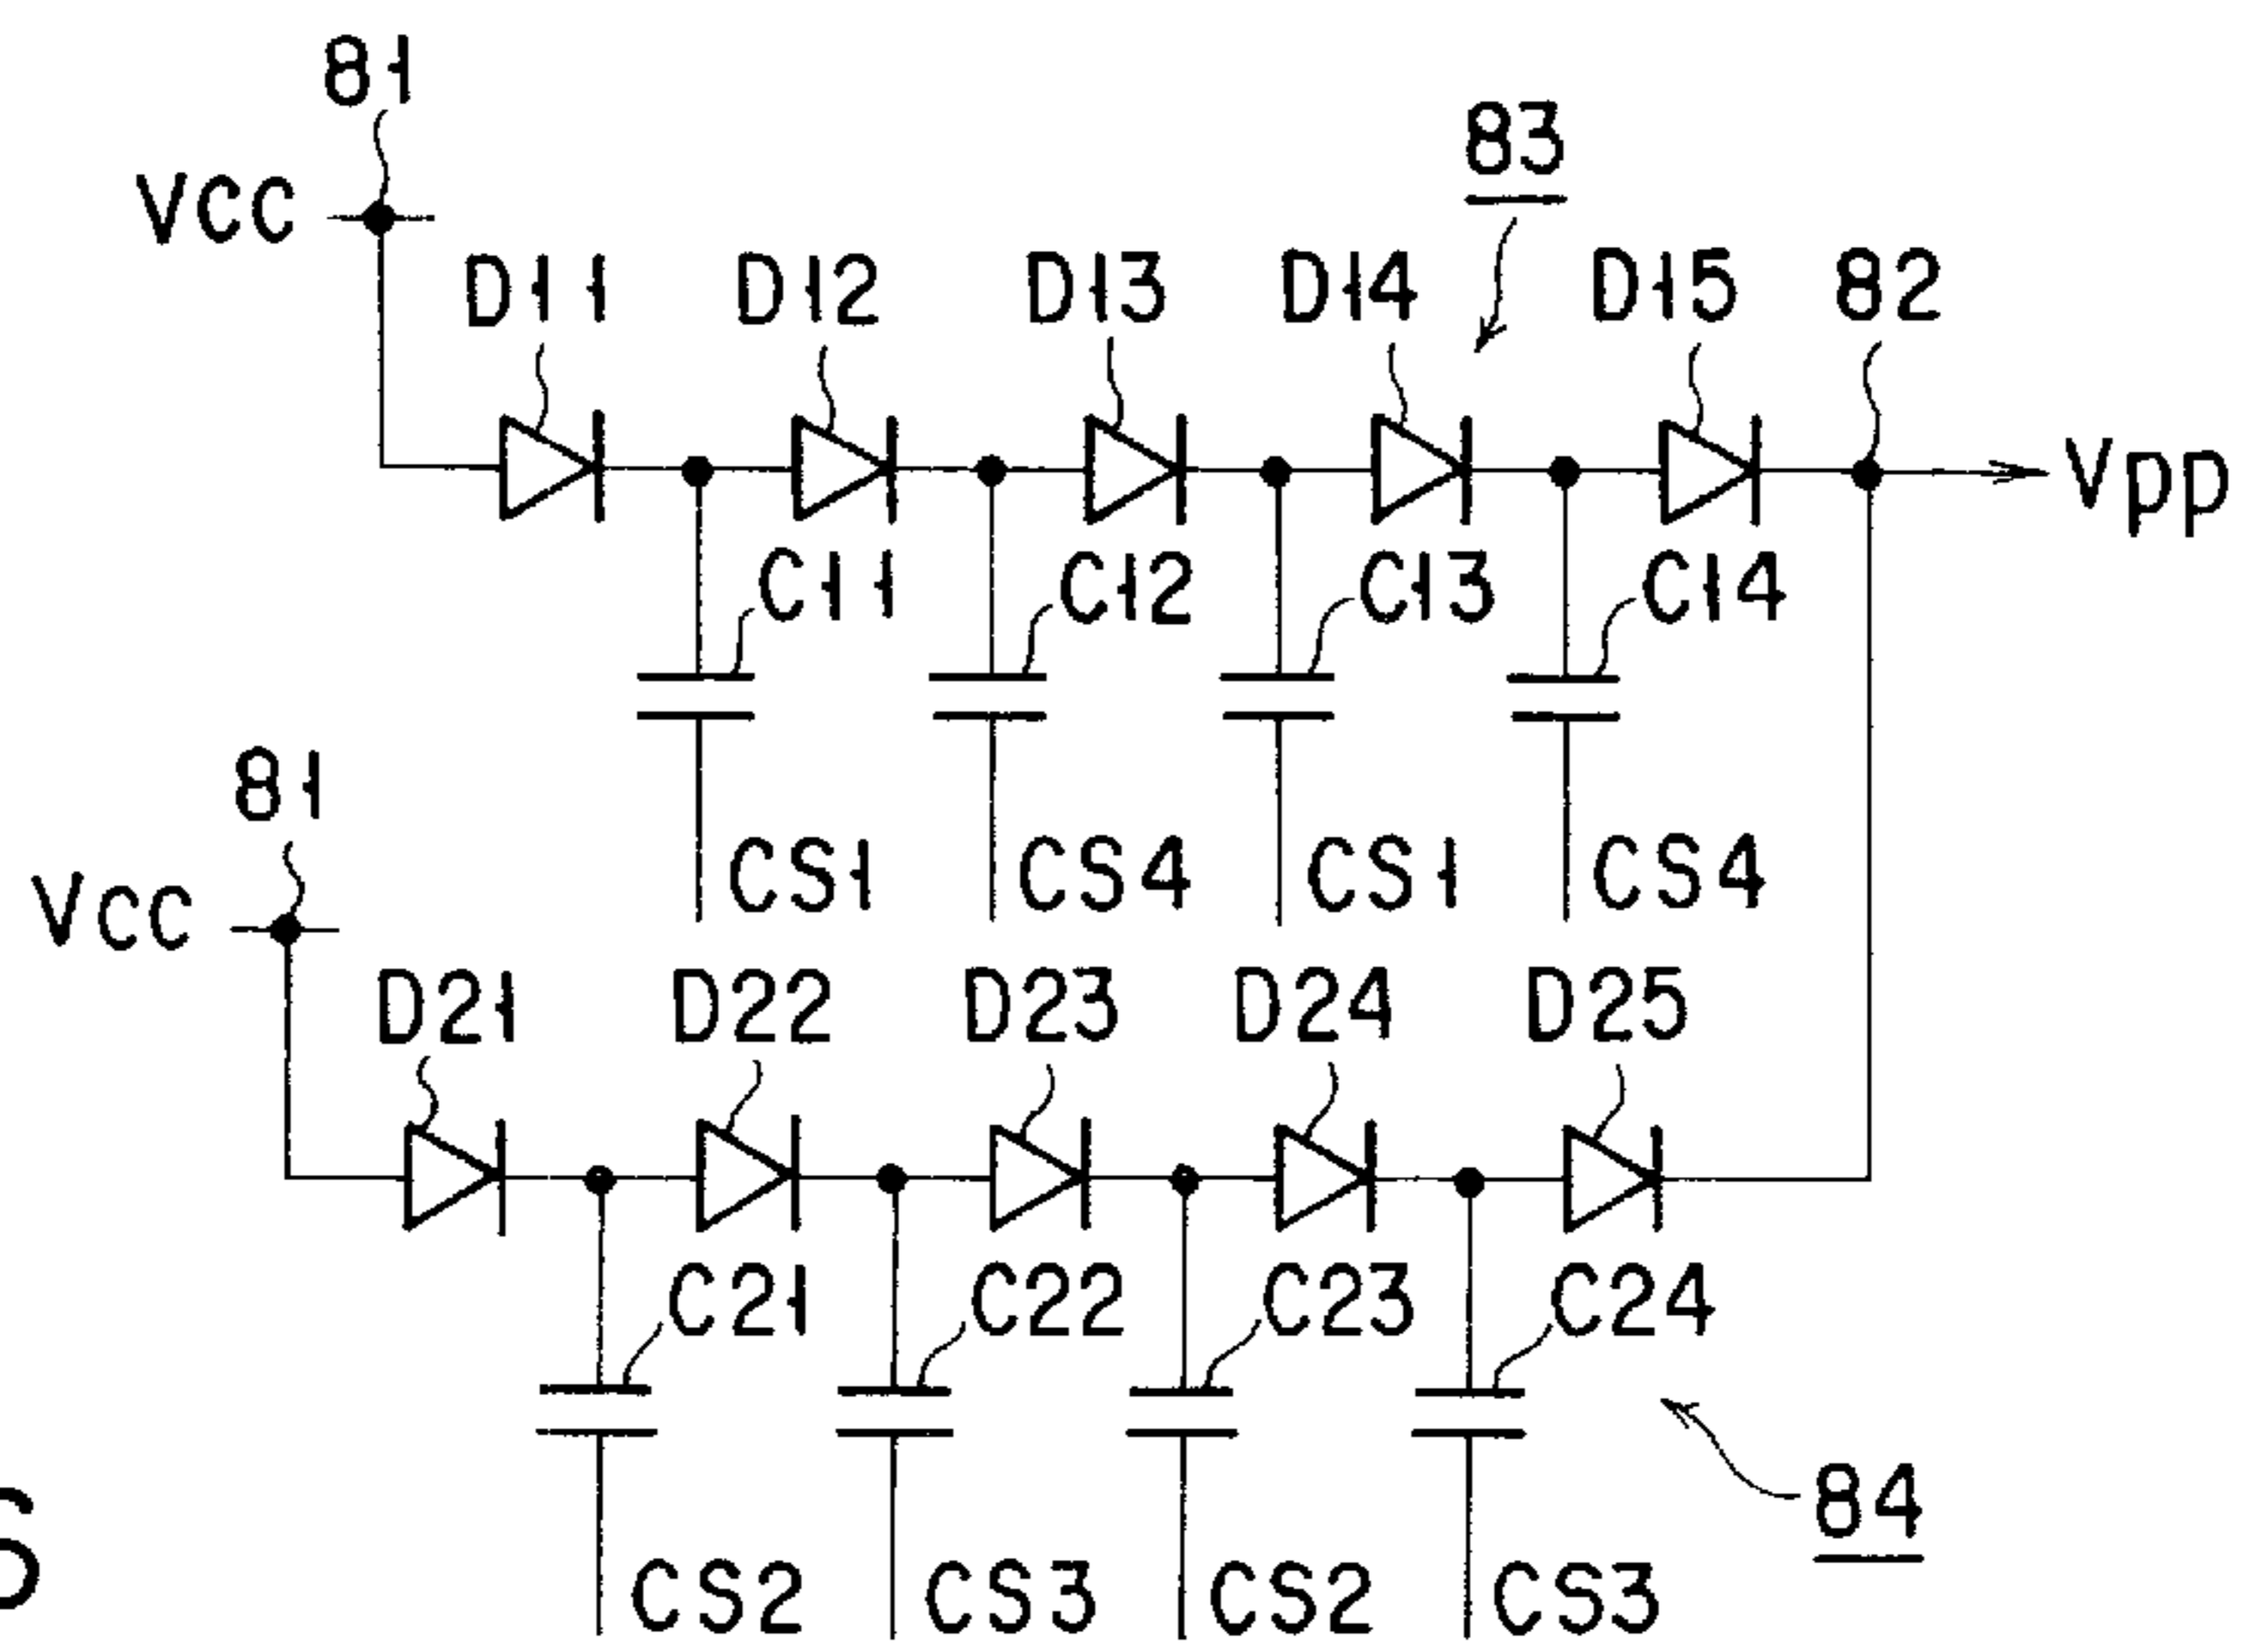 81
83
VCC
D11 D12 D13 D14 D15 82
Vpp
C11 C12 C13 C14
81
CS1 CS4 CS1 CS4
Vcc
D21 D22 D23 D24 D25
C21 C22 C23 C24
84
CS2 CS3 CS2 CS3